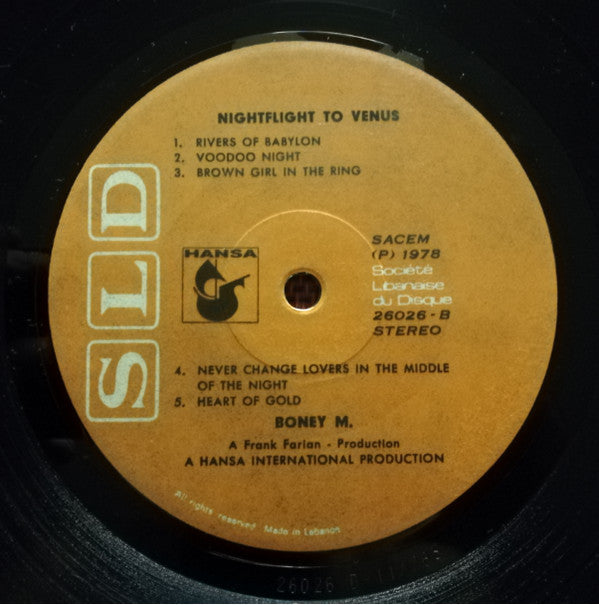 NIGHTFLIGHT TO VENUS
1. RIVERS OF BABYLON
2. VOODOO NIGHT
3. BROWN GIRL IN THE RING
SLD
HANSA
SACEM
(P) 1978
Société
Libanaise
du Disque
26026-B
STEREO
4. NEVER CHANGE LOVERS IN THE MIDDLE
OF THE NIGHT
5. HEART OF GOLD
BONEY M.
A Frank Farian - Production
A HANSA INTERNATIONAL PRODUCTION
All rights reserved Made in Lebanon
26026